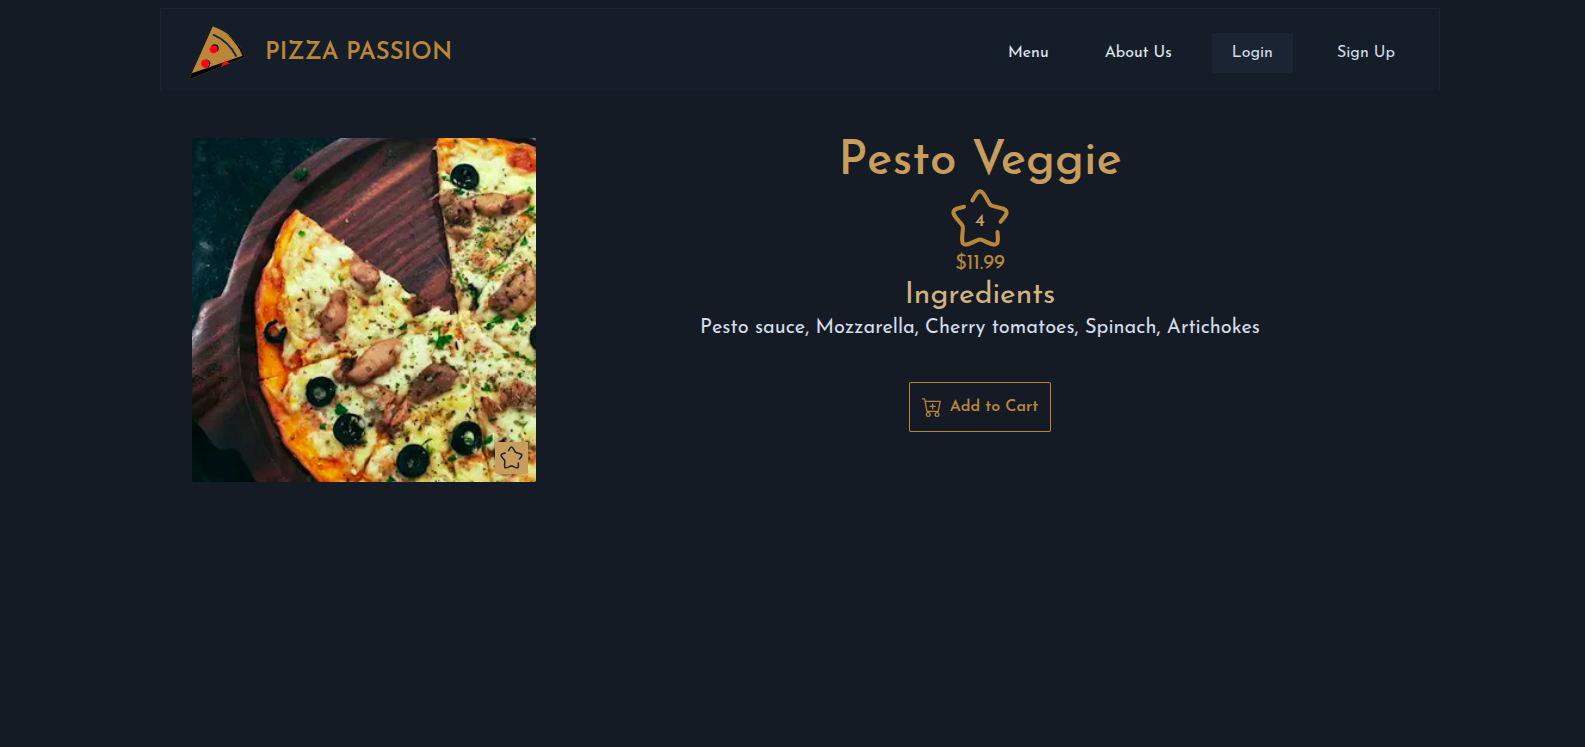 PIZZA PASSION
Menu About Us Login Sign Up
Pesto Veggie
4
$11.99
Ingredients
Pesto sauce, Mozzarella, Cherry tomatoes, Spinach, Artichokes
Add to Cart